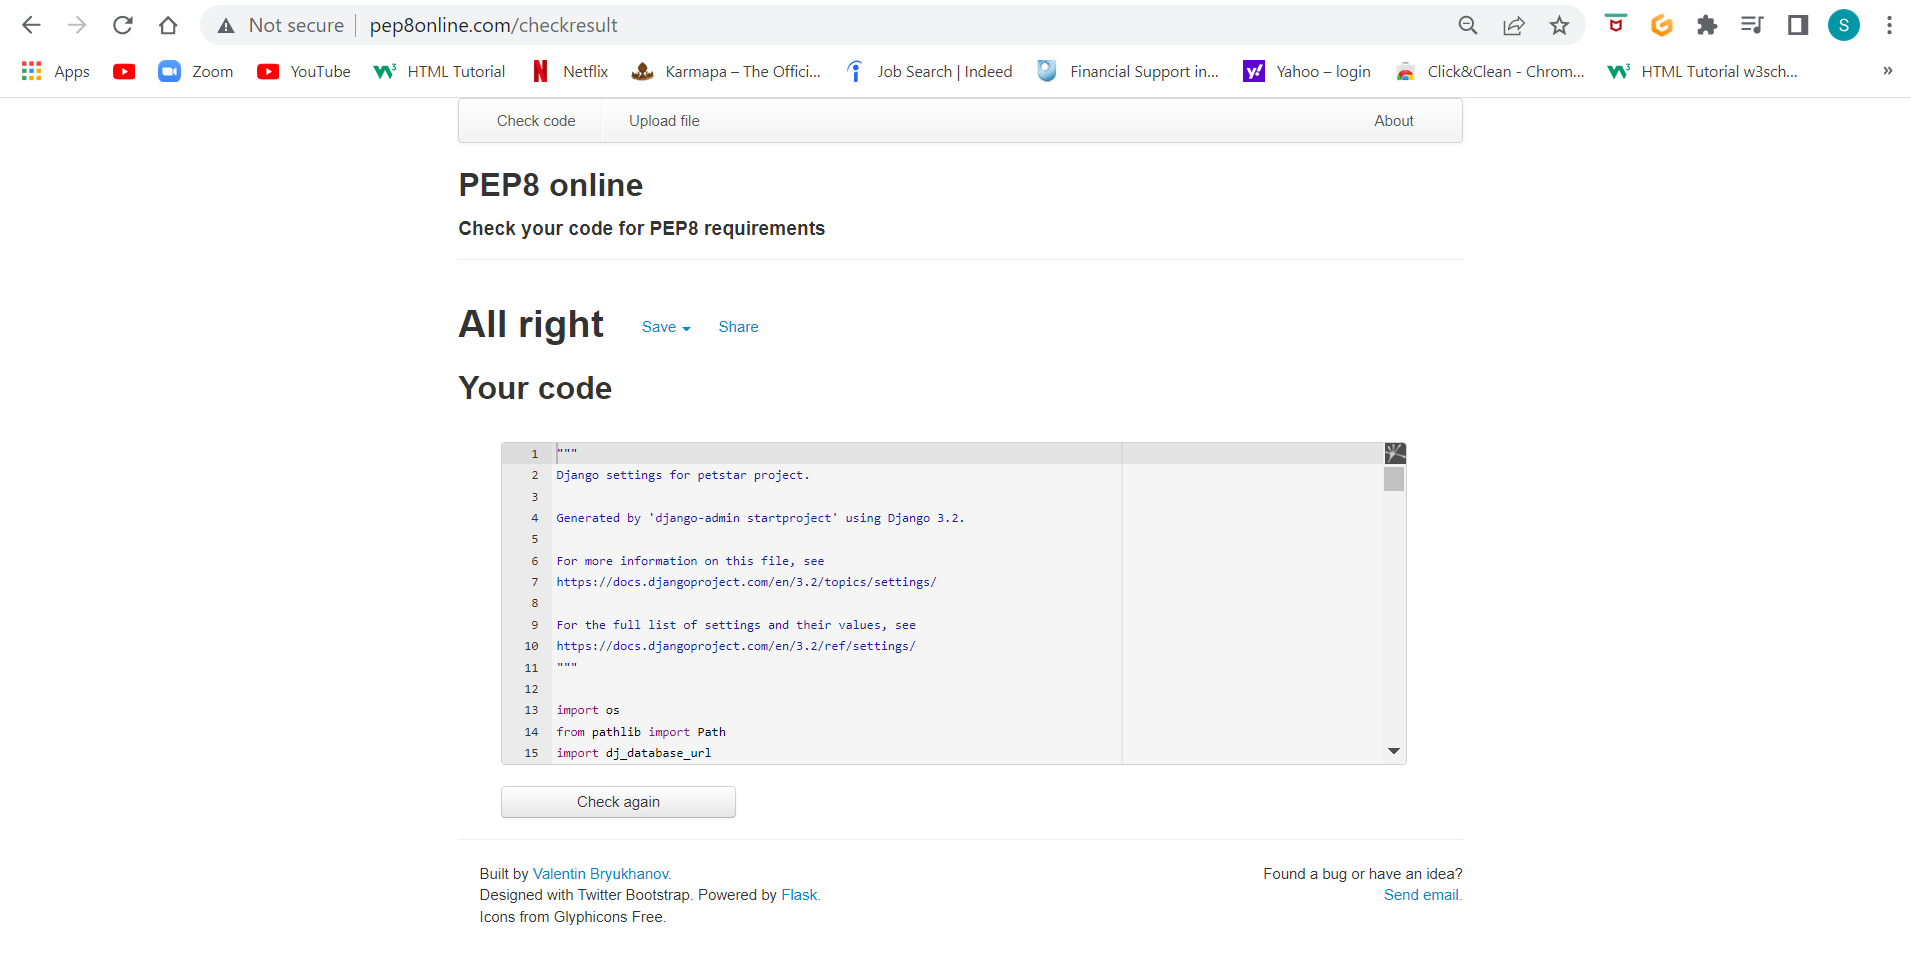 Not secure | pep8online.com/checkresult
S
Apps Zoom YouTube HTML Tutorial Netflix Karmapa – The Offici... Job Search | Indeed Financial Support in... Yahoo – login Click&Clean - Chrom... HTML Tutorial w3sch... »
Check code Upload file About
PEP8 online
Check your code for PEP8 requirements
All right Save Share
Your code
1 """
2 Django settings for petstar project.
3
4 Generated by 'django-admin startproject' using Django 3.2.
5
6 For more information on this file, see
7 https://docs.djangoproject.com/en/3.2/topics/settings/
8
9 For the full list of settings and their values, see
10 https://docs.djangoproject.com/en/3.2/ref/settings/
11 """
12
13 import os
14 from pathlib import Path
15 import dj_database_url
Check again
Built by Valentin Bryukhanov. Found a bug or have an idea?
Designed with Twitter Bootstrap. Powered by Flask. Send email.
Icons from Glyphicons Free.